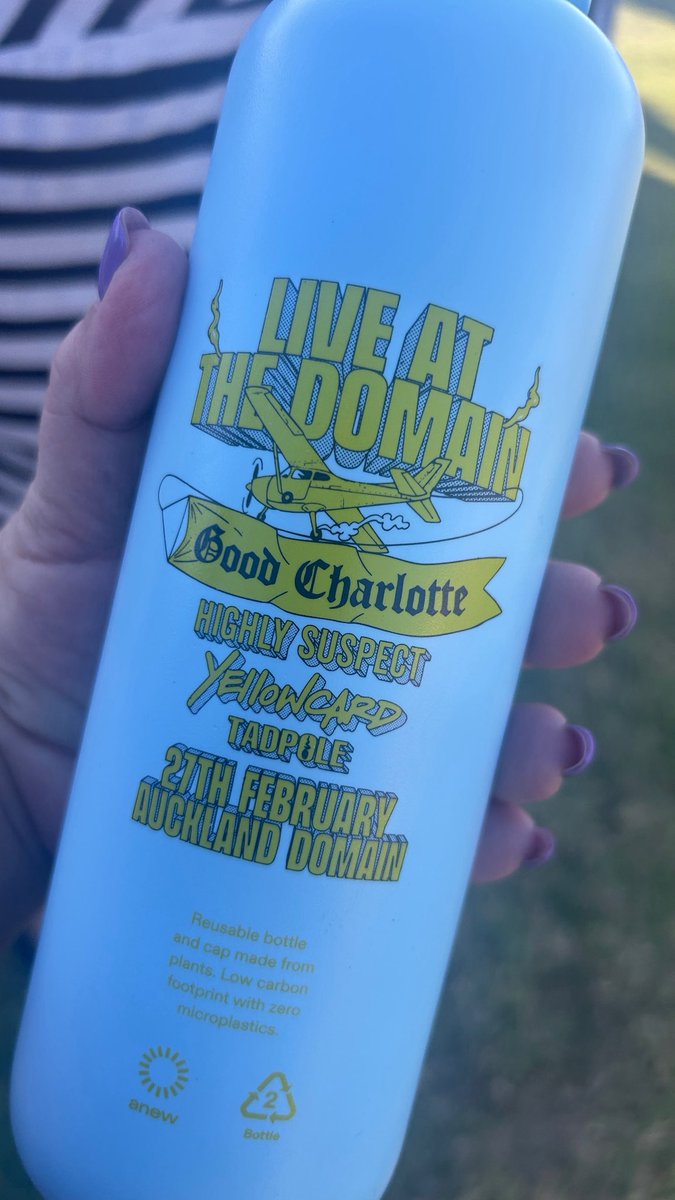 LIVE AT
THE DOMAIN
Good Charlotte
HIGHLY SUSPECT
YELLOWCARD
TADPOLE
27TH FEBRUARY
AUCKLAND DOMAIN
Reusable bottle
and cap made from
plants. Low carbon
footprint with zero
microplastics.
anew
2
Bottle